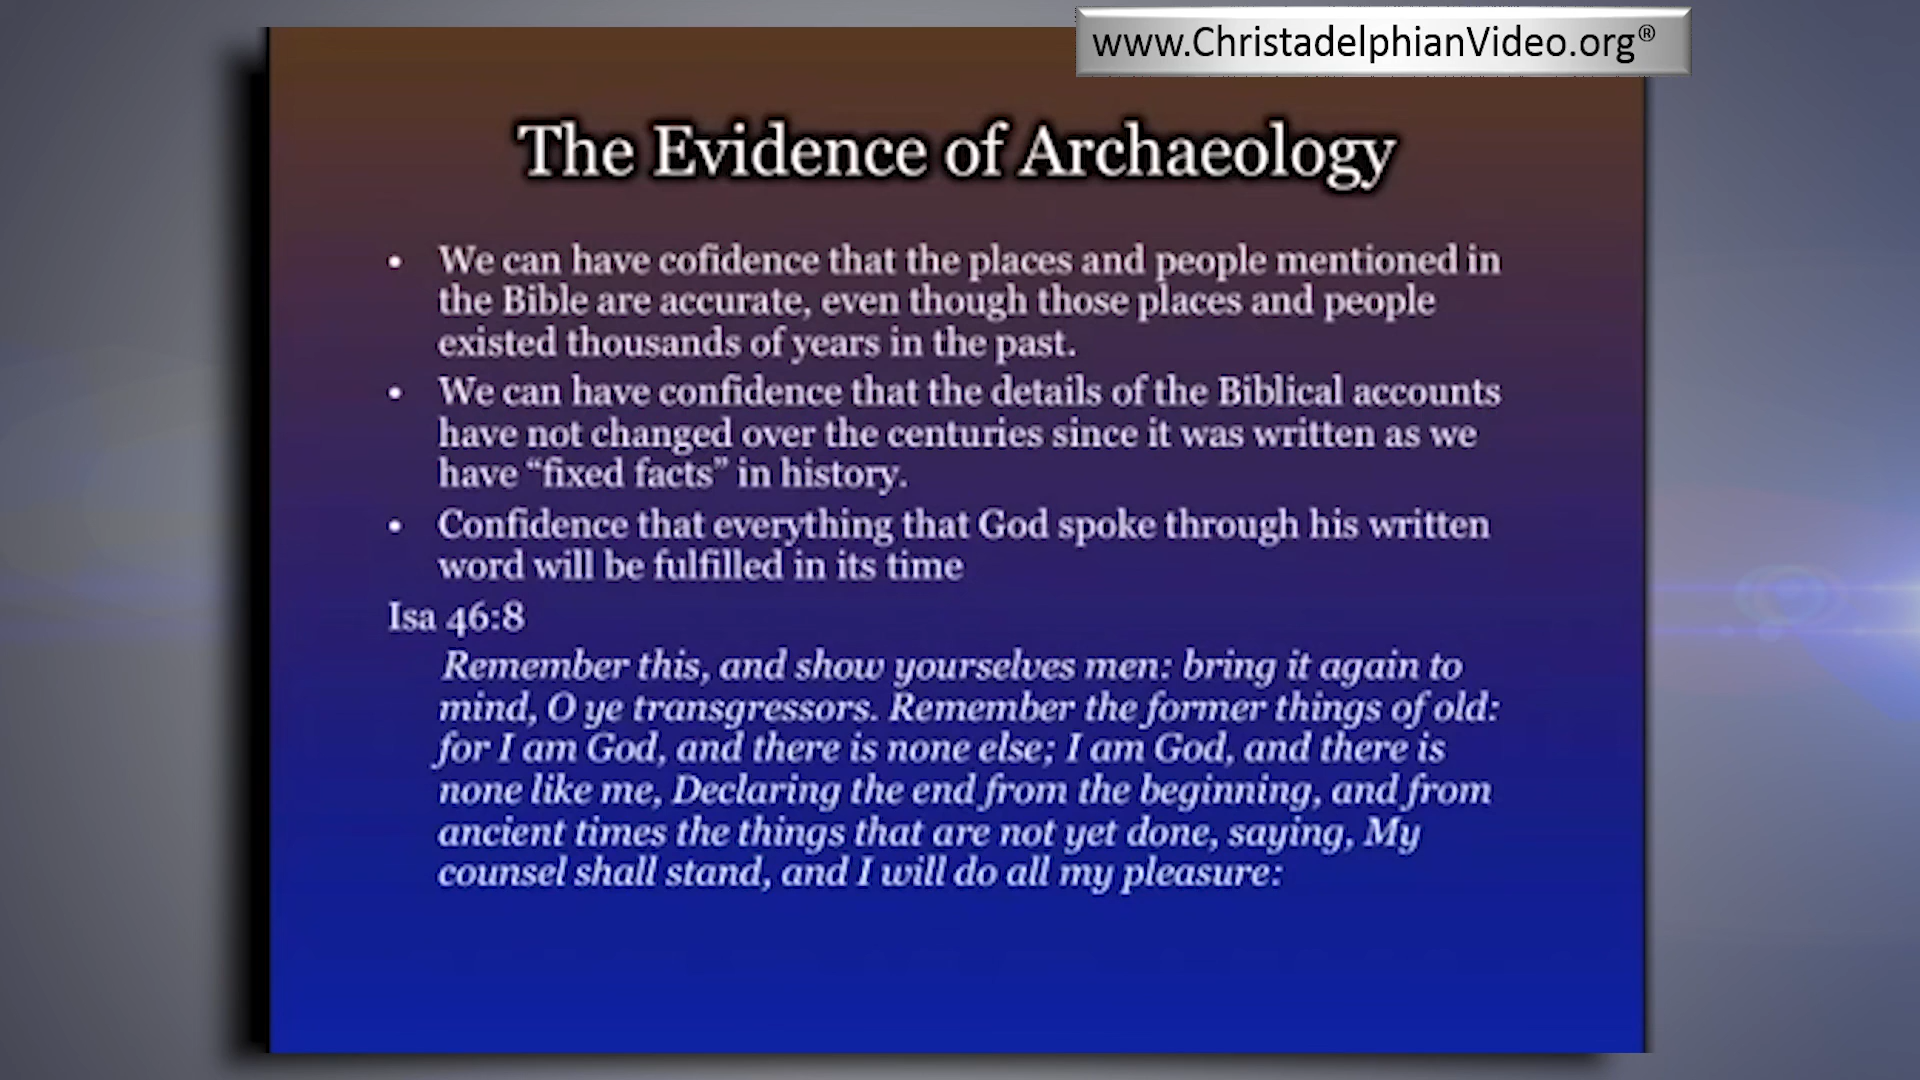 www.ChristadelphianVideo.org®
The Evidence of Archaeology
• We can have cofidence that the places and people mentioned in
the Bible are accurate, even though those places and people
existed thousands of years in the past.
• We can have confidence that the details of the Biblical accounts
have not changed over the centuries since it was written as we
have “fixed facts” in history.
• Confidence that everything that God spoke through his written
word will be fulfilled in its time
Isa 46:8
Remember this, and show yourselves men: bring it again to
mind, O ye transgressors. Remember the former things of old:
for I am God, and there is none else; I am God, and there is
none like me, Declaring the end from the beginning, and from
ancient times the things that are not yet done, saying, My
counsel shall stand, and I will do all my pleasure: